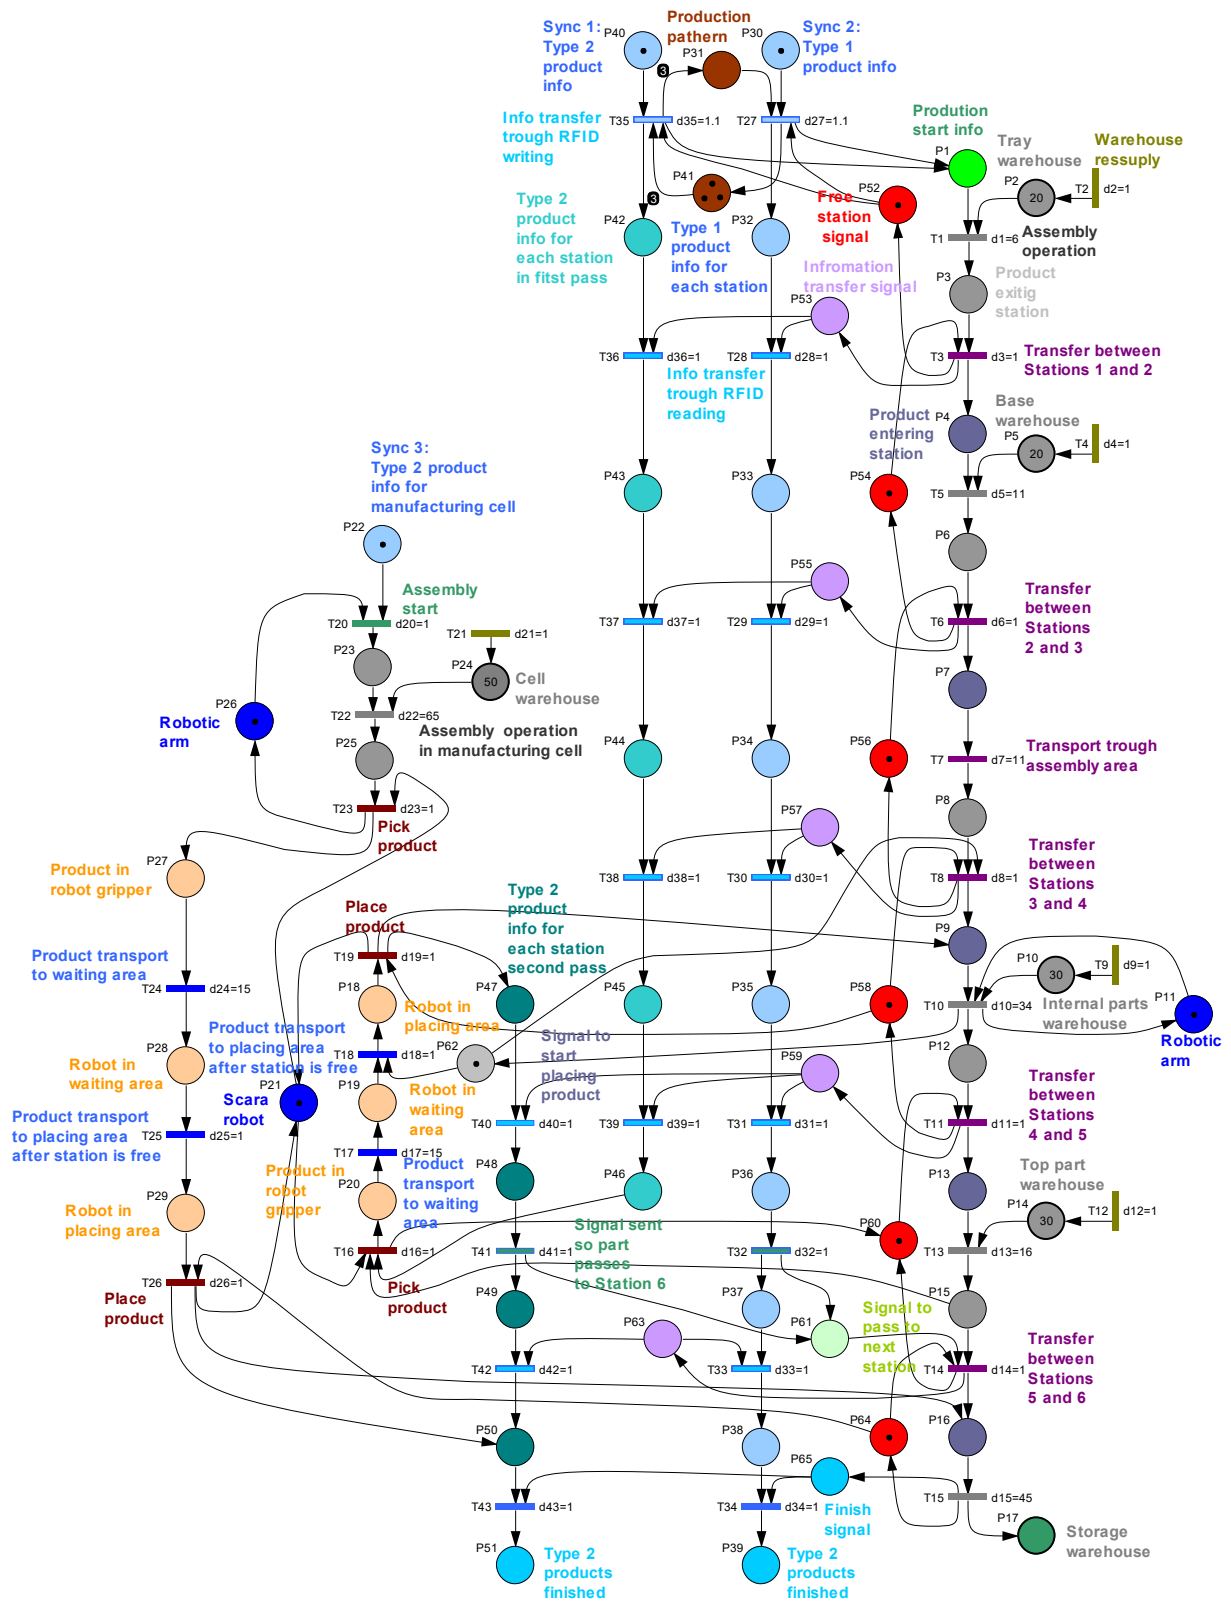 Sync 1:
Type 2
product
info
P40
Production
pathern
P31
P30
Sync 2:
Type 1
product info
3
Info transfer
trough RFID
writing
T35
d35=1.1
T27
d27=1.1
Prodution
start info
P1
Tray
warehouse
P2
20
Warehouse
ressuply
T2
d2=1
P41
3
P52
Free
station
signal
Type 2
product
info for
each station
in fitst pass
P42
Type 1
product
info for
each station
P32
T1
d1=6
Assembly
operation
P3
Product
exitig
station
Infromation
transfer signal
P53
T36
d36=1
T28
d28=1
Info transfer
trough RFID
reading
T3
d3=1
Transfer between
Stations 1 and 2
Product
entering
station
P4
Base
warehouse
P5
20
T4
d4=1
Sync 3:
Type 2 product
info for
manufacturing cell
P43
P33
P54
T5
d5=11
P22
P6
Assembly
start
P55
T20
d20=1
T21
d21=1
T37
d37=1
T29
d29=1
T6
d6=1
Transfer
between
Stations
2 and 3
P23
P24
50
Cell
warehouse
P7
P26
Robotic
arm
T22
d22=65
Assembly operation
in manufacturing cell
P25
P44
P34
P56
T7
d7=11
Transport trough
assembly area
T23
d23=1
Pick
product
P57
P8
P27
Product in
robot gripper
T38
d38=1
T30
d30=1
T8
d8=1
Transfer
between
Stations
3 and 4
Place
product
Type 2
product
info for
each station
second pass
P9
T19
d19=1
Product transport
to waiting area
T24
d24=15
P18
P47
P45
P35
P58
P10
30
T9
d9=1
Internal parts
warehouse
T10
d10=34
P11
Robotic
arm
Robot in
placing area
Product transport
to placing area
after station is free
T18
d18=1
P62
Signal to
start
placing
product
P59
P12
P28
Robot in
waiting area
P21
Scara
robot
P19
Robot in
waiting
area
Product transport
to placing area
after station is free
T25
d25=1
T40
d40=1
T39
d39=1
T31
d31=1
T11
d11=1
Transfer
between
Stations
4 and 5
T17
d17=15
Product
transport
to waiting
area
Product in
robot
gripper
P20
P48
P46
P36
P13
Top part
warehouse
P14
30
T12
d12=1
P29
Robot in
placing area
P60
T16
d16=1
Pick
product
T41
d41=1
Signal sent
so part
passes
to Station 6
T32
d32=1
T13
d13=16
T26
d26=1
Place
product
P49
P37
P15
P63
P61
Signal to
pass to
next
station
T42
d42=1
T33
d33=1
T14
d14=1
Transfer
between
Stations
5 and 6
P50
P38
P64
P16
P65
Finish
signal
T43
d43=1
T34
d34=1
T15
d15=45
P17
Storage
warehouse
P51
Type 2
products
finished
P39
Type 2
products
finished